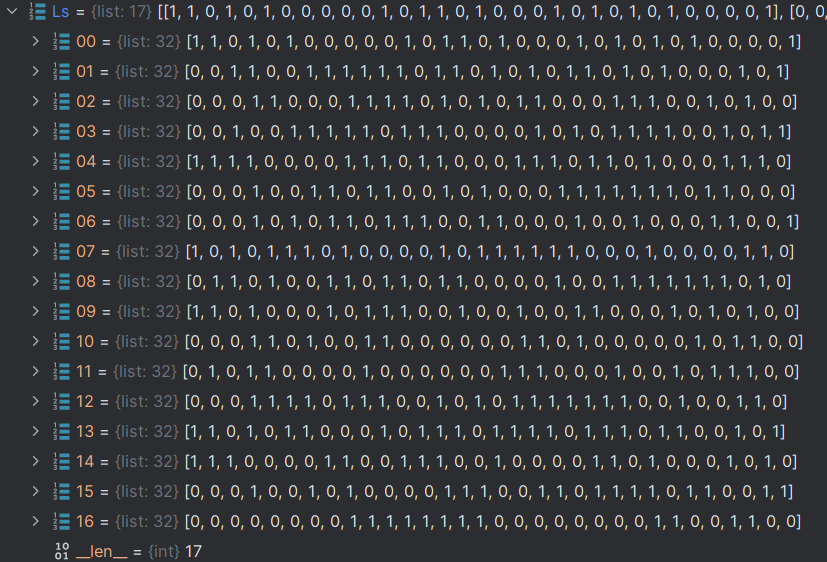 Ls = {list: 17} [[1, 1, 0, 1, 0, 1, 0, 0, 0, 0, 0, 1, 0, 1, 1, 0, 1, 0, 0, 0, 1, 0, 1, 0, 1, 0, 1, 0, 0, 0, 0, 1], [0, 0,
00 = {list: 32} [1, 1, 0, 1, 0, 1, 0, 0, 0, 0, 0, 1, 0, 1, 1, 0, 1, 0, 0, 0, 1, 0, 1, 0, 1, 0, 1, 0, 0, 0, 0, 1]
01 = {list: 32} [0, 0, 1, 1, 0, 0, 1, 1, 1, 1, 1, 1, 0, 1, 1, 0, 1, 0, 1, 0, 1, 1, 0, 1, 0, 1, 0, 0, 0, 1, 0, 1]
02 = {list: 32} [0, 0, 0, 1, 1, 0, 0, 0, 1, 1, 1, 1, 0, 1, 0, 1, 0, 1, 1, 0, 0, 0, 1, 1, 1, 0, 0, 1, 0, 1, 0, 0]
03 = {list: 32} [0, 0, 1, 0, 0, 1, 1, 1, 1, 1, 0, 1, 1, 1, 0, 0, 0, 0, 1, 0, 1, 0, 1, 1, 1, 1, 0, 0, 1, 0, 1, 1]
04 = {list: 32} [1, 1, 1, 1, 0, 0, 0, 0, 1, 1, 1, 0, 1, 1, 0, 0, 0, 1, 1, 1, 0, 1, 1, 0, 1, 0, 0, 0, 1, 1, 1, 0]
05 = {list: 32} [0, 0, 0, 1, 0, 0, 1, 1, 0, 1, 1, 0, 0, 1, 0, 1, 0, 0, 0, 1, 1, 1, 1, 1, 1, 1, 0, 1, 1, 0, 0, 0]
06 = {list: 32} [0, 0, 0, 1, 0, 1, 0, 1, 1, 0, 1, 1, 1, 0, 0, 1, 1, 0, 0, 0, 1, 0, 0, 1, 0, 0, 0, 1, 1, 0, 0, 1]
07 = {list: 32} [1, 0, 1, 0, 1, 1, 1, 0, 1, 0, 0, 0, 0, 1, 0, 1, 1, 1, 1, 1, 1, 0, 0, 0, 1, 0, 0, 0, 0, 1, 1, 0]
08 = {list: 32} [0, 1, 1, 0, 1, 0, 0, 1, 1, 0, 1, 1, 0, 1, 1, 0, 0, 0, 0, 1, 0, 0, 1, 1, 1, 1, 1, 1, 1, 0, 1, 0]
09 = {list: 32} [1, 1, 0, 1, 0, 0, 0, 1, 0, 1, 1, 1, 0, 0, 1, 0, 0, 1, 0, 0, 1, 1, 0, 0, 0, 1, 0, 1, 0, 1, 0, 0]
10 = {list: 32} [0, 0, 0, 1, 1, 0, 1, 0, 0, 1, 1, 0, 0, 0, 0, 0, 0, 1, 1, 0, 1, 0, 0, 0, 0, 0, 1, 0, 1, 1, 0, 0]
11 = {list: 32} [0, 1, 0, 1, 1, 0, 0, 0, 0, 1, 0, 0, 0, 0, 0, 0, 1, 1, 1, 0, 0, 0, 1, 0, 0, 1, 0, 1, 1, 1, 0, 0]
12 = {list: 32} [0, 0, 0, 1, 1, 1, 1, 0, 1, 1, 1, 0, 0, 1, 0, 1, 0, 1, 1, 1, 1, 1, 1, 1, 0, 0, 1, 0, 0, 1, 1, 0]
13 = {list: 32} [1, 1, 0, 1, 0, 1, 1, 0, 0, 0, 1, 0, 1, 1, 1, 0, 1, 1, 1, 1, 0, 1, 1, 1, 0, 1, 1, 0, 0, 1, 0, 1]
14 = {list: 32} [1, 1, 1, 0, 0, 0, 0, 1, 1, 0, 0, 1, 1, 1, 0, 0, 1, 0, 0, 0, 0, 1, 1, 0, 1, 0, 0, 0, 1, 0, 1, 0]
15 = {list: 32} [0, 0, 0, 1, 0, 0, 1, 0, 1, 0, 0, 0, 0, 1, 1, 1, 0, 0, 1, 1, 0, 1, 1, 1, 1, 0, 1, 1, 0, 0, 1, 1]
16 = {list: 32} [0, 0, 0, 0, 0, 0, 0, 1, 1, 1, 1, 1, 1, 1, 1, 0, 0, 0, 0, 0, 0, 0, 0, 1, 1, 0, 0, 1, 1, 0, 0]
__len__ = {int} 17